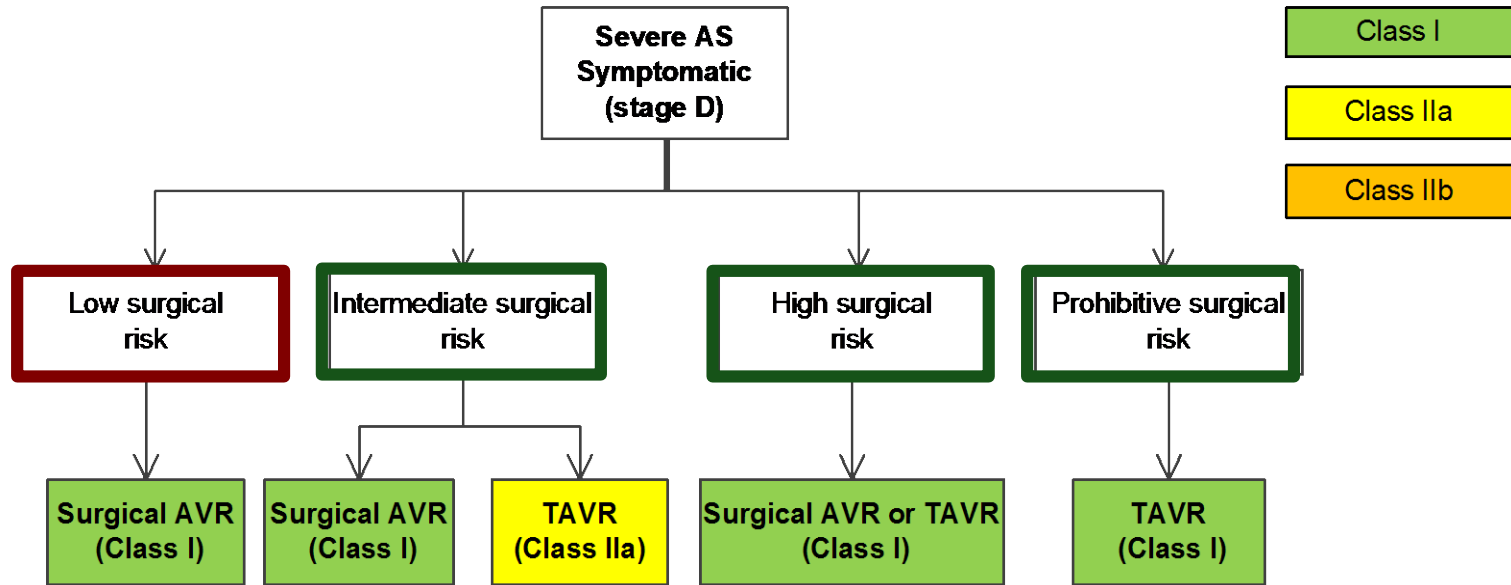 Severe AS
Symptomatic
(stage D)
Class I
Class IIa
Class IIb
Low surgical
risk
Intermediate surgical
risk
High surgical
risk
Prohibitive surgical
risk
Surgical AVR
(Class I)
Surgical AVR
(Class I)
TAVR
(Class IIa)
Surgical AVR or TAVR
(Class I)
TAVR
(Class I)